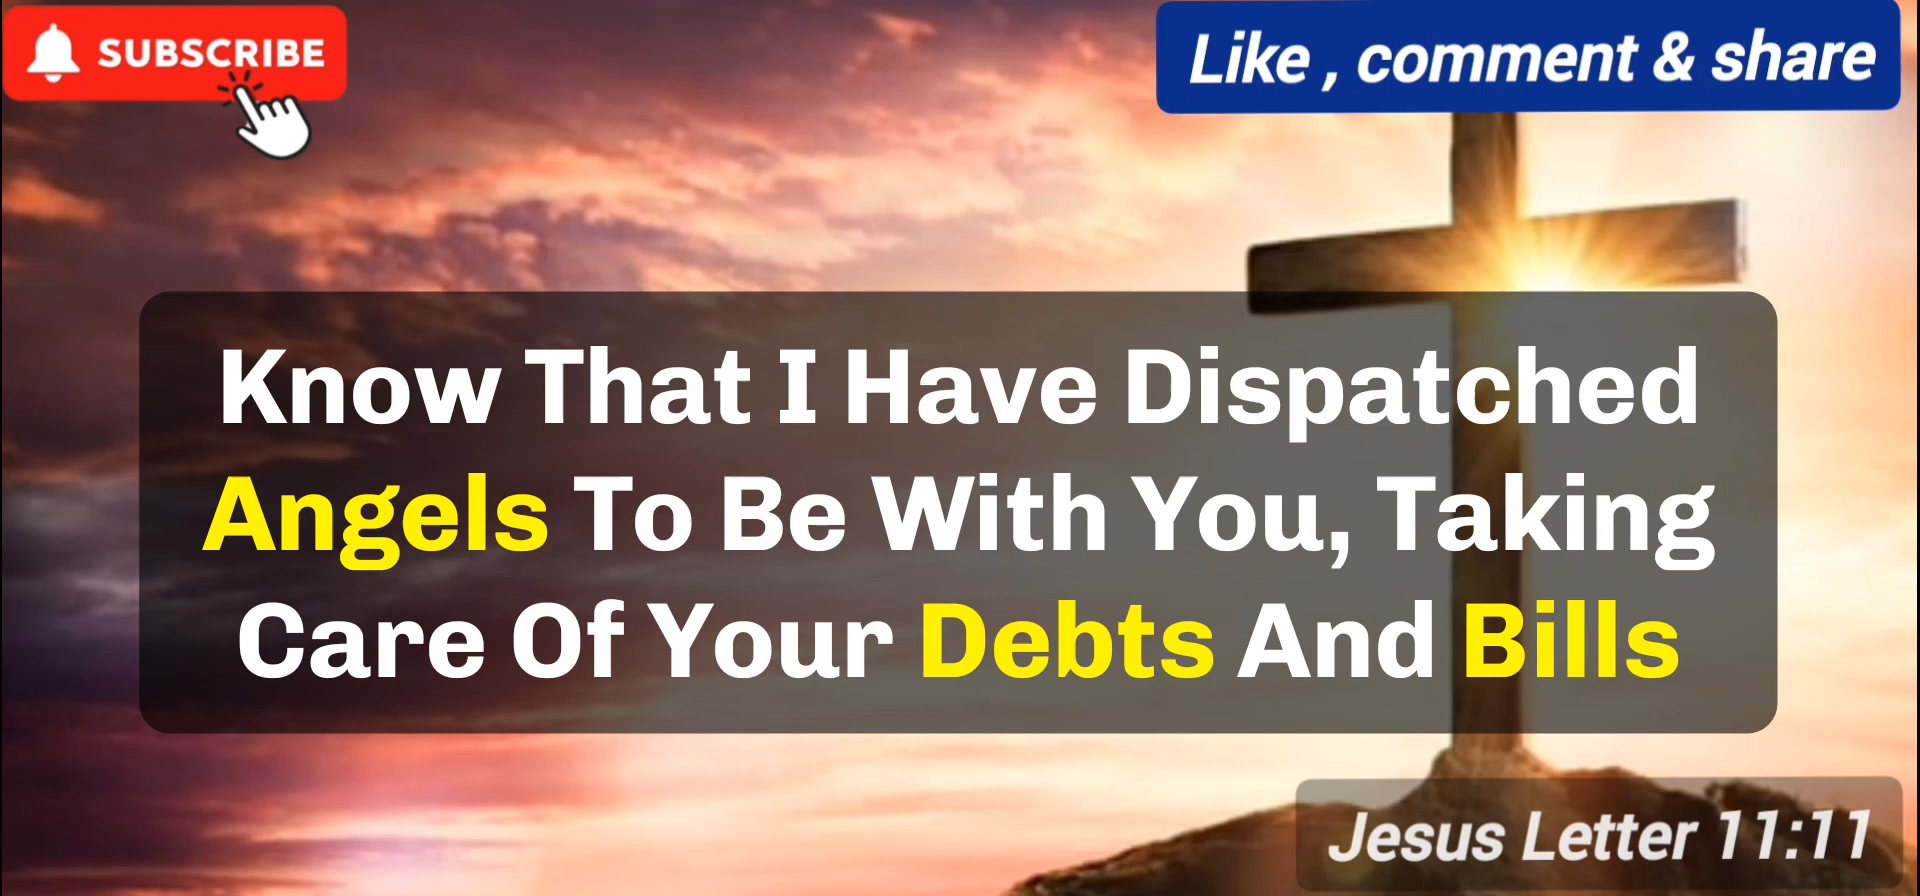 SUBSCRIBE
Like , comment & share
Know That I Have Dispatched
Angels To Be With You, Taking
Care Of Your Debts And Bills
Jesus Letter 11:11